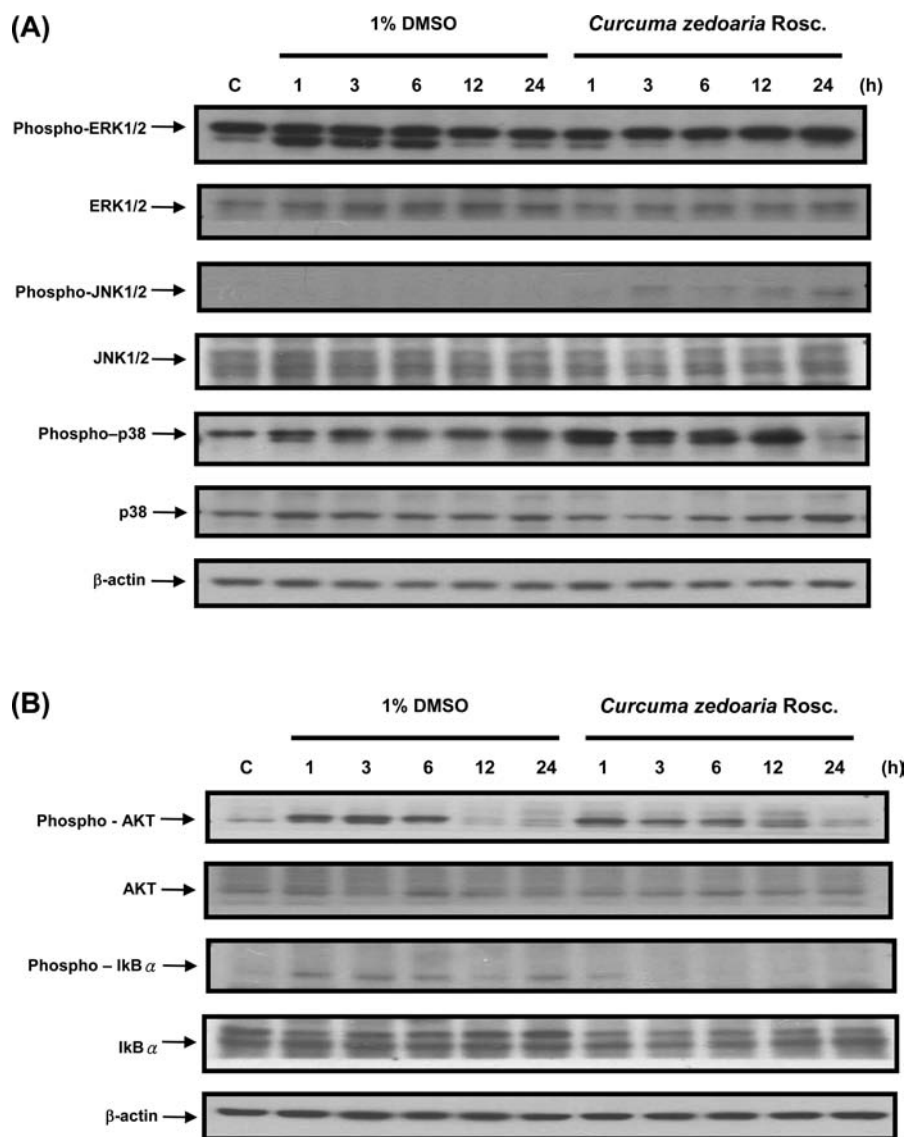 (A)
1% DMSO Curcuma zedoaria Rosc.
C 1 3 6 12 24 1 3 6 12 24 (h)
Phospho-ERK1/2
ERK1/2
Phospho-JNK1/2
JNK1/2
Phospho–p38
p38
β-actin
(B)
1% DMSO Curcuma zedoaria Rosc.
C 1 3 6 12 24 1 3 6 12 24 (h)
Phospho - AKT
AKT
Phospho – IkB α
IkB α
β-actin